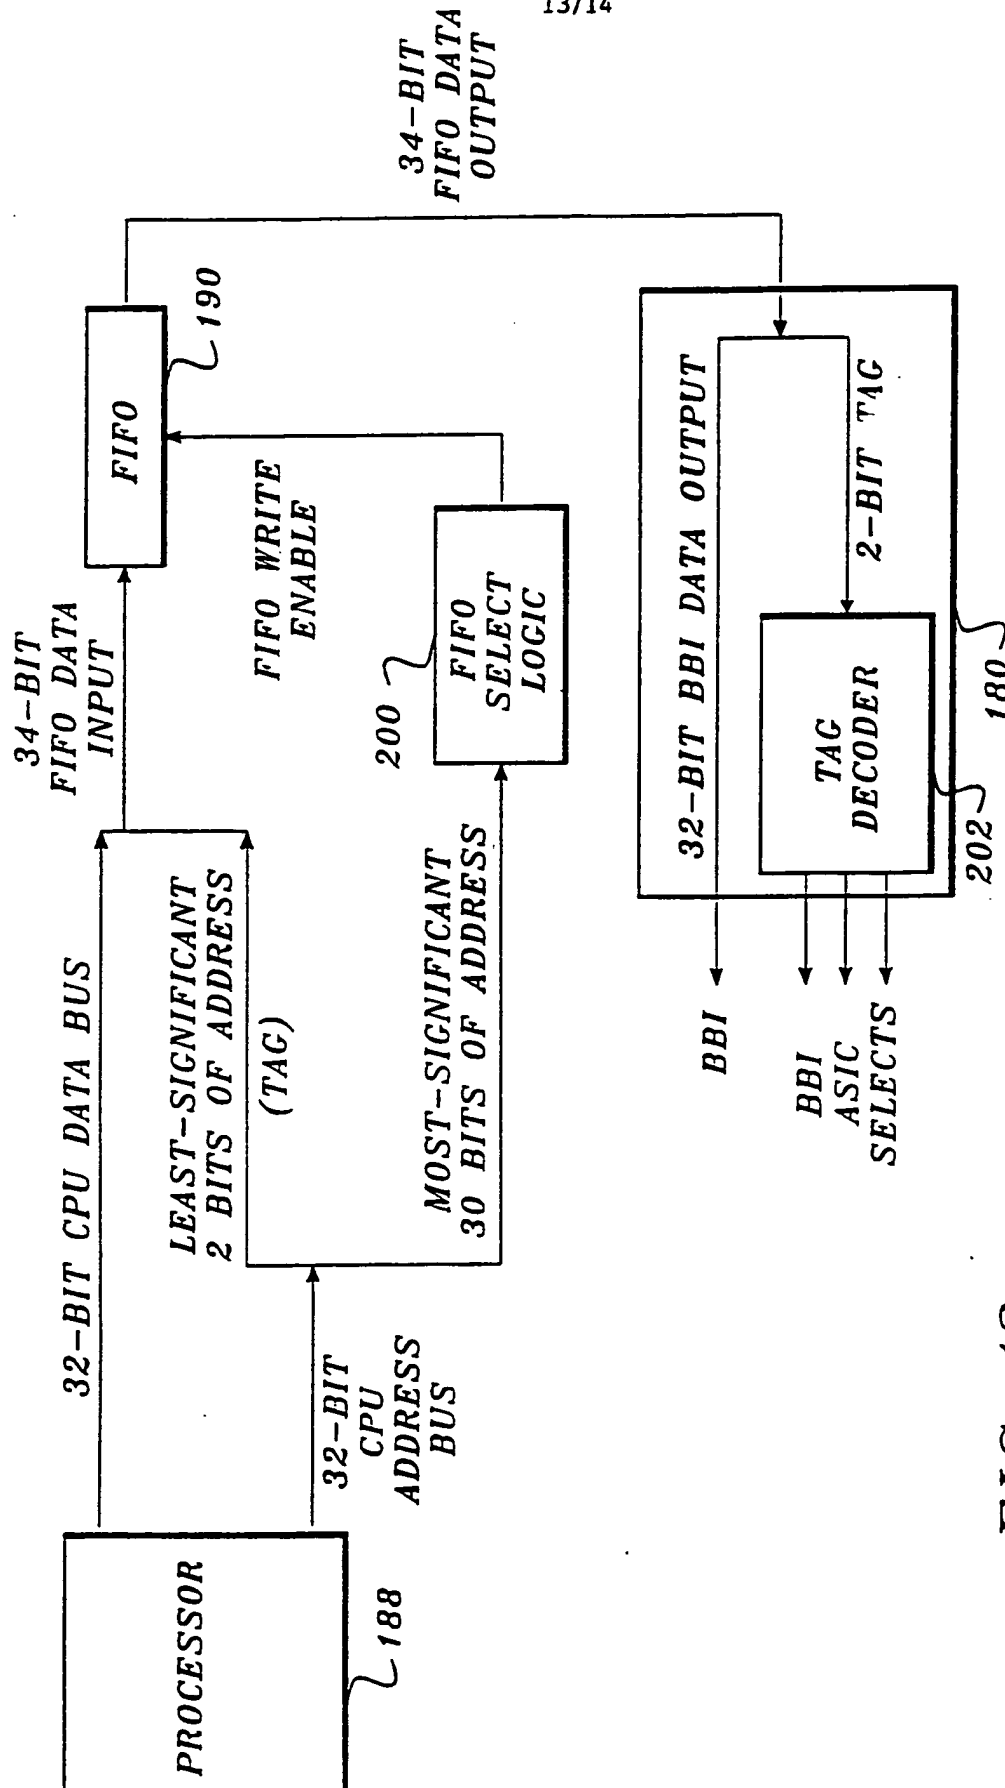 13/14
PROCESSOR
188
32-BIT CPU DATA BUS
32-BIT
CPU
ADDRESS
BUS
LEAST-SIGNIFICANT
2 BITS OF ADDRESS
(TAG)
MOST-SIGNIFICANT
30 BITS OF ADDRESS
34-BIT
FIFO DATA
INPUT
FIFO
190
FIFO WRITE
ENABLE
200
FIFO
SELECT
LOGIC
34-BIT
FIFO DATA
OUTPUT
32-BIT BBI DATA OUTPUT
2-BIT TAG
TAG
DECODER
202
180
BBI
BBI
ASIC
SELECTS